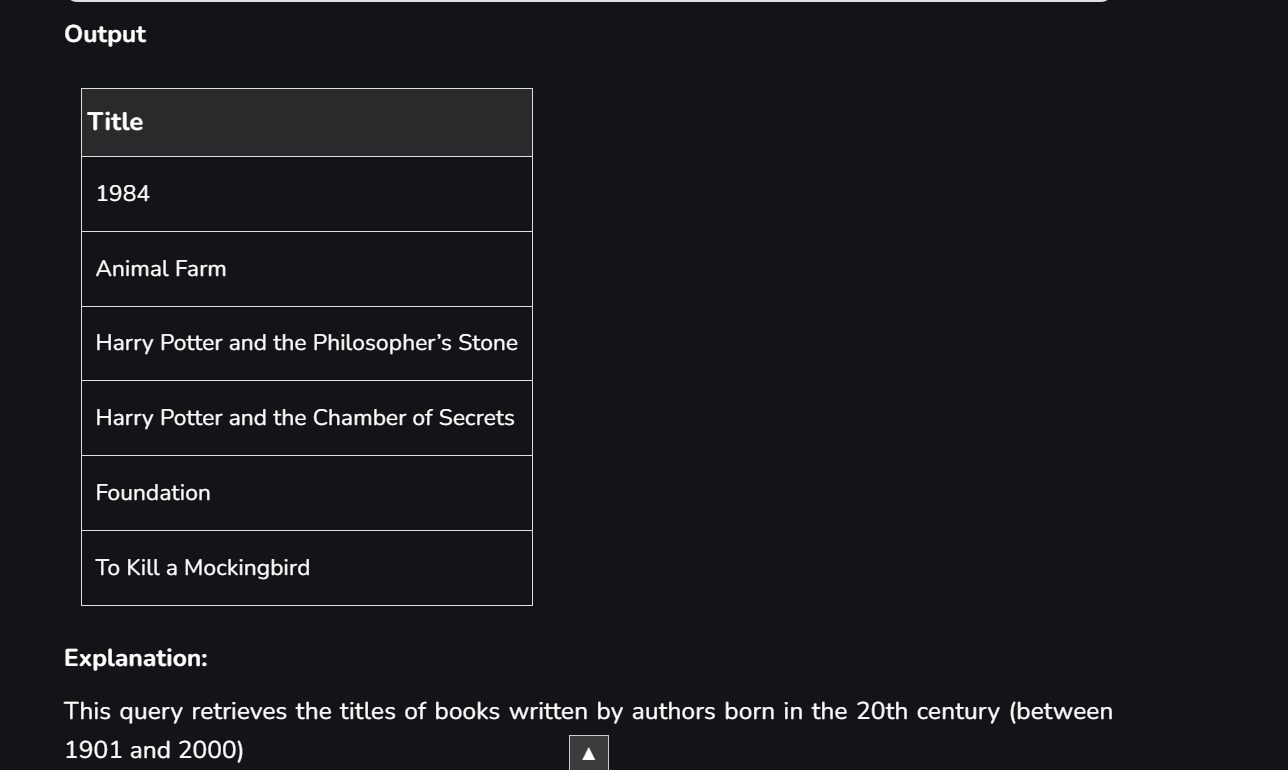 Output
Title
1984
Animal Farm
Harry Potter and the Philosopher’s Stone
Harry Potter and the Chamber of Secrets
Foundation
To Kill a Mockingbird
Explanation:
This query retrieves the titles of books written by authors born in the 20th century (between
1901 and 2000)